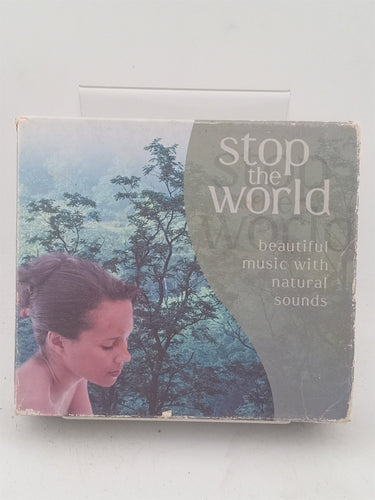 stop
the
world
beautiful
music with
natural
sounds